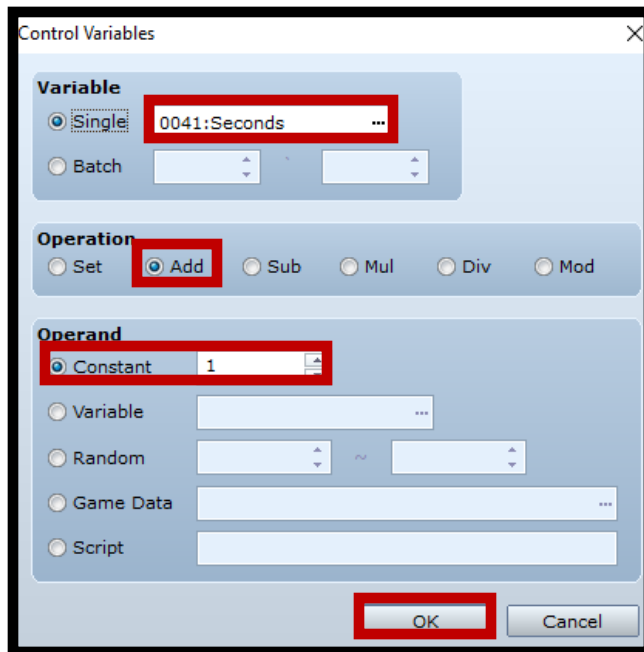 Control Variables
Variable
Single 0041:Seconds ...
Batch
Operation
Set Add Sub Mul Div Mod
Operand
Constant 1
Variable ...
Random ~
Game Data ...
Script
OK Cancel